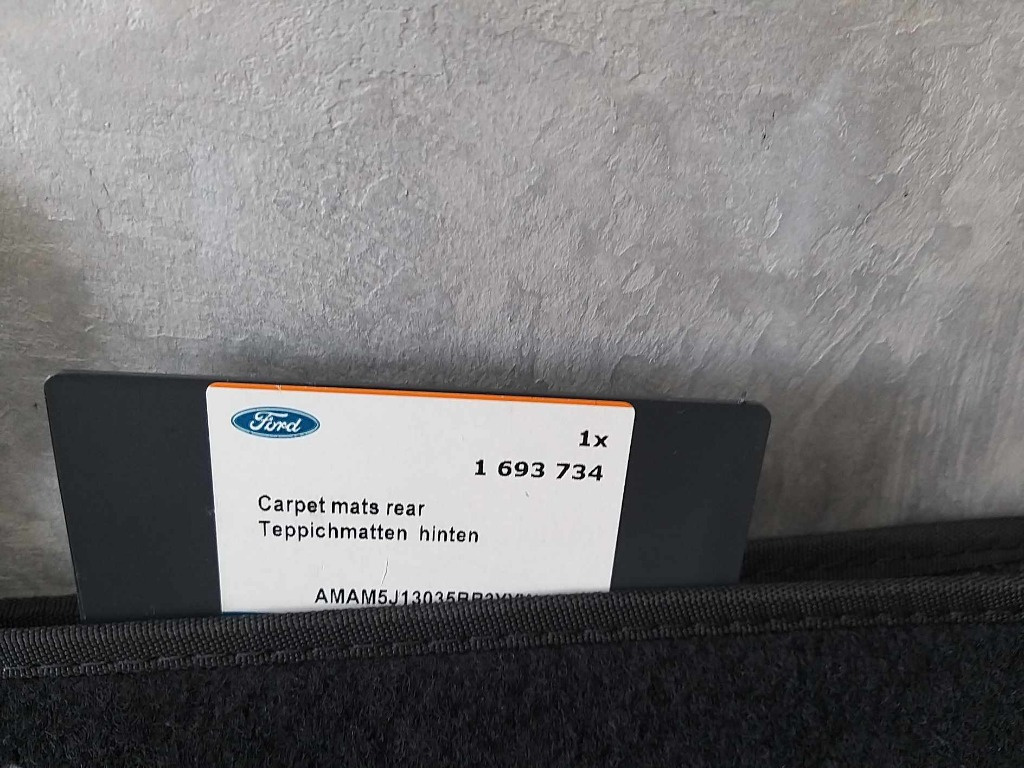 Ford
1x
1 693 734
Carpet mats rear
Teppichmatten hinten